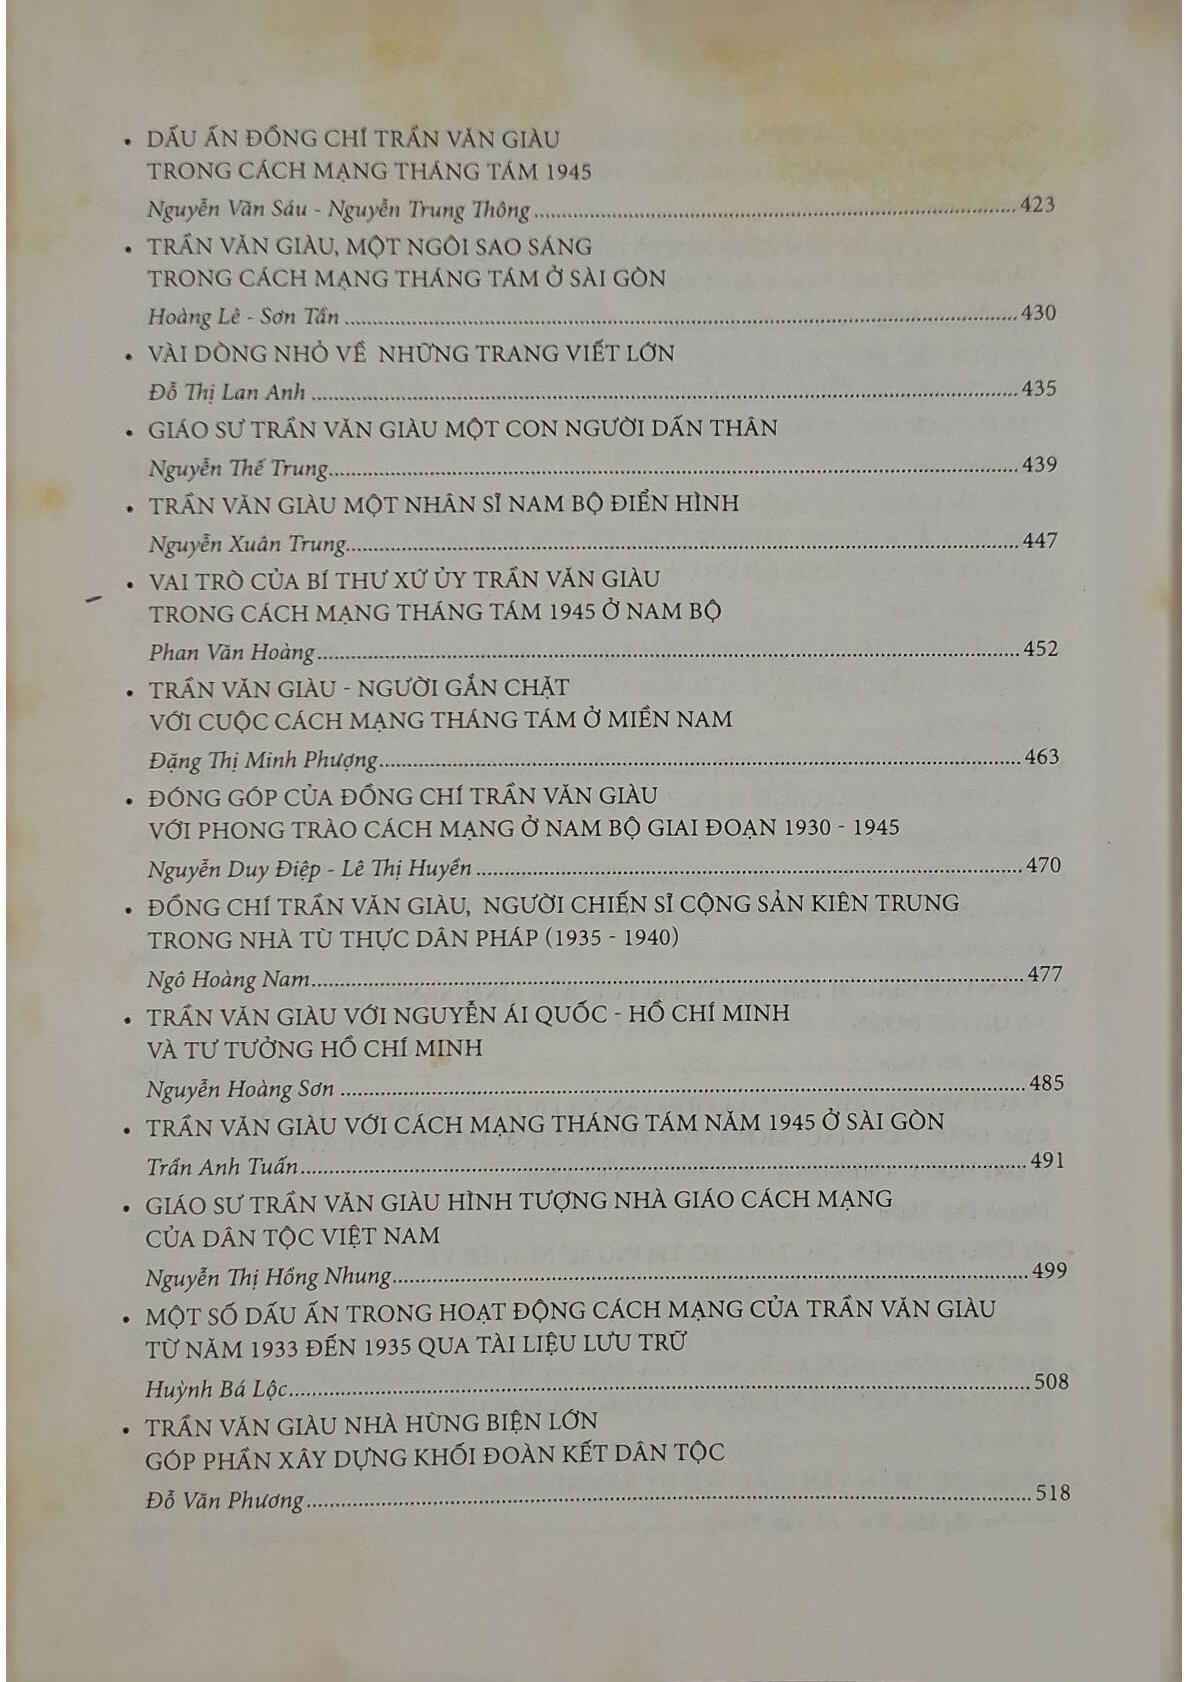 • DẤU ẤN ĐỒNG CHÍ TRẦN VĂN GIÀU
TRONG CÁCH MẠNG THÁNG TÁM 1945
Nguyễn Văn Sáu - Nguyễn Trung Thông ........ 423
• TRẦN VĂN GIÀU, MỘT NGÔI SAO SÁNG
TRONG CÁCH MẠNG THÁNG TÁM Ở SÀI GÒN
Hoàng Lê - Sơn Tần ........ 430
• VÀI DÒNG NHỎ VỀ NHỮNG TRANG VIẾT LỚN
Đỗ Thị Lan Anh ........ 435
• GIÁO SƯ TRẦN VĂN GIÀU MỘT CON NGƯỜI DẤN THÂN
Nguyễn Thế Trung ........ 439
• TRẦN VĂN GIÀU MỘT NHÂN SĨ NAM BỘ ĐIỂN HÌNH
Nguyễn Xuân Trung ........ 447
• VAI TRÒ CỦA BÍ THƯ XỨ ỦY TRẦN VĂN GIÀU
TRONG CÁCH MẠNG THÁNG TÁM 1945 Ở NAM BỘ
Phan Văn Hoàng ........ 452
• TRẦN VĂN GIÀU - NGƯỜI GẮN CHẶT
VỚI CUỘC CÁCH MẠNG THÁNG TÁM Ở MIỀN NAM
Đặng Thị Minh Phượng ........ 463
• ĐÓNG GÓP CỦA ĐỒNG CHÍ TRẦN VĂN GIÀU
VỚI PHONG TRÀO CÁCH MẠNG Ở NAM BỘ GIAI ĐOẠN 1930 - 1945
Nguyễn Duy Điệp - Lê Thị Huyền ........ 470
• ĐỒNG CHÍ TRẦN VĂN GIÀU, NGƯỜI CHIẾN SĨ CỘNG SẢN KIÊN TRUNG
TRONG NHÀ TÙ THỰC DÂN PHÁP (1935 - 1940)
Ngô Hoàng Nam ........ 477
• TRẦN VĂN GIÀU VỚI NGUYỄN ÁI QUỐC - HỒ CHÍ MINH
VÀ TƯ TƯỞNG HỒ CHÍ MINH
Nguyễn Hoàng Sơn ........ 485
• TRẦN VĂN GIÀU VỚI CÁCH MẠNG THÁNG TÁM NĂM 1945 Ở SÀI GÒN
Trần Anh Tuấn ........ 491
• GIÁO SƯ TRẦN VĂN GIÀU HÌNH TƯỢNG NHÀ GIÁO CÁCH MẠNG
CỦA DÂN TỘC VIỆT NAM
Nguyễn Thị Hồng Nhung ........ 499
• MỘT SỐ DẤU ẤN TRONG HOẠT ĐỘNG CÁCH MẠNG CỦA TRẦN VĂN GIÀU
TỪ NĂM 1933 ĐẾN 1935 QUA TÀI LIỆU LƯU TRỮ
Huỳnh Bá Lộc ........ 508
• TRẦN VĂN GIÀU NHÀ HÙNG BIỆN LỚN
GÓP PHẦN XÂY DỰNG KHỐI ĐOÀN KẾT DÂN TỘC
Đỗ Văn Phương ........ 518